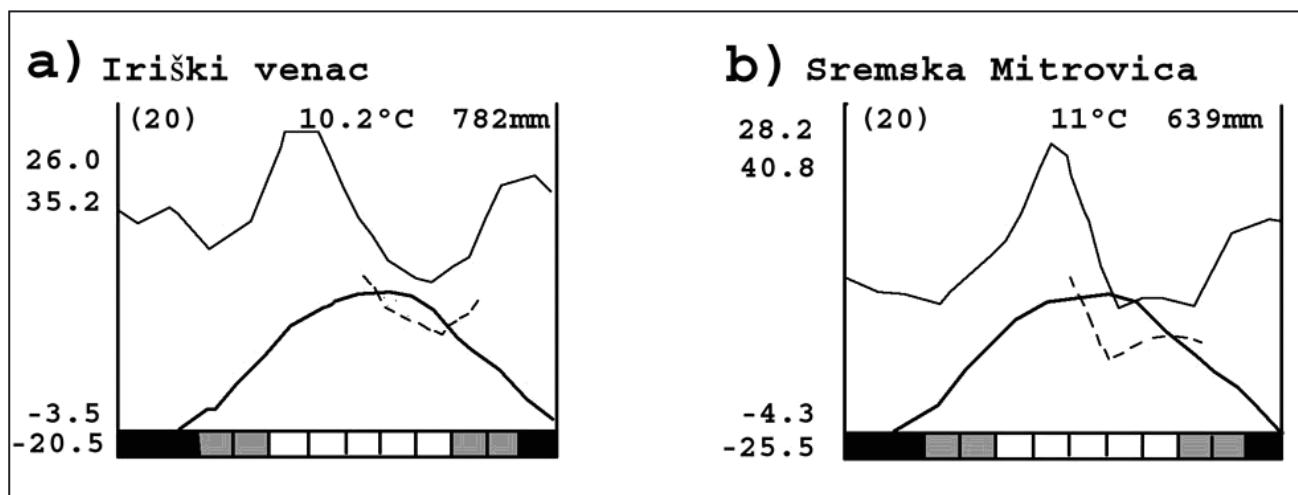 a) Iriški venac
(20) 10.2°C 782mm
26.0
35.2
-3.5
-20.5
b) Sremska Mitrovica
(20) 11°C 639mm
28.2
40.8
-4.3
-25.5